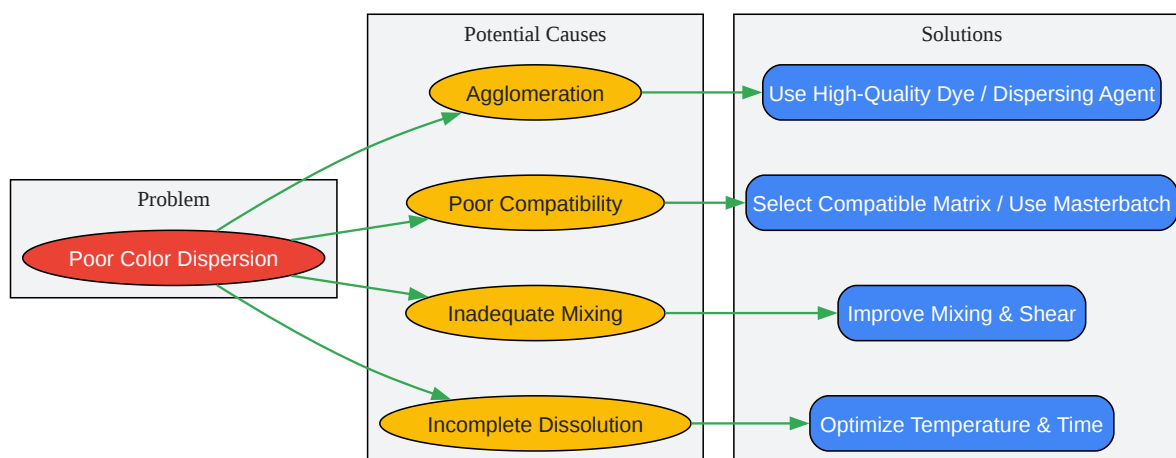 Problem
Poor Color Dispersion
Potential Causes
Agglomeration
Poor Compatibility
Inadequate Mixing
Incomplete Dissolution
Solutions
Use High-Quality Dye / Dispersing Agent
Select Compatible Matrix / Use Masterbatch
Improve Mixing & Shear
Optimize Temperature & Time